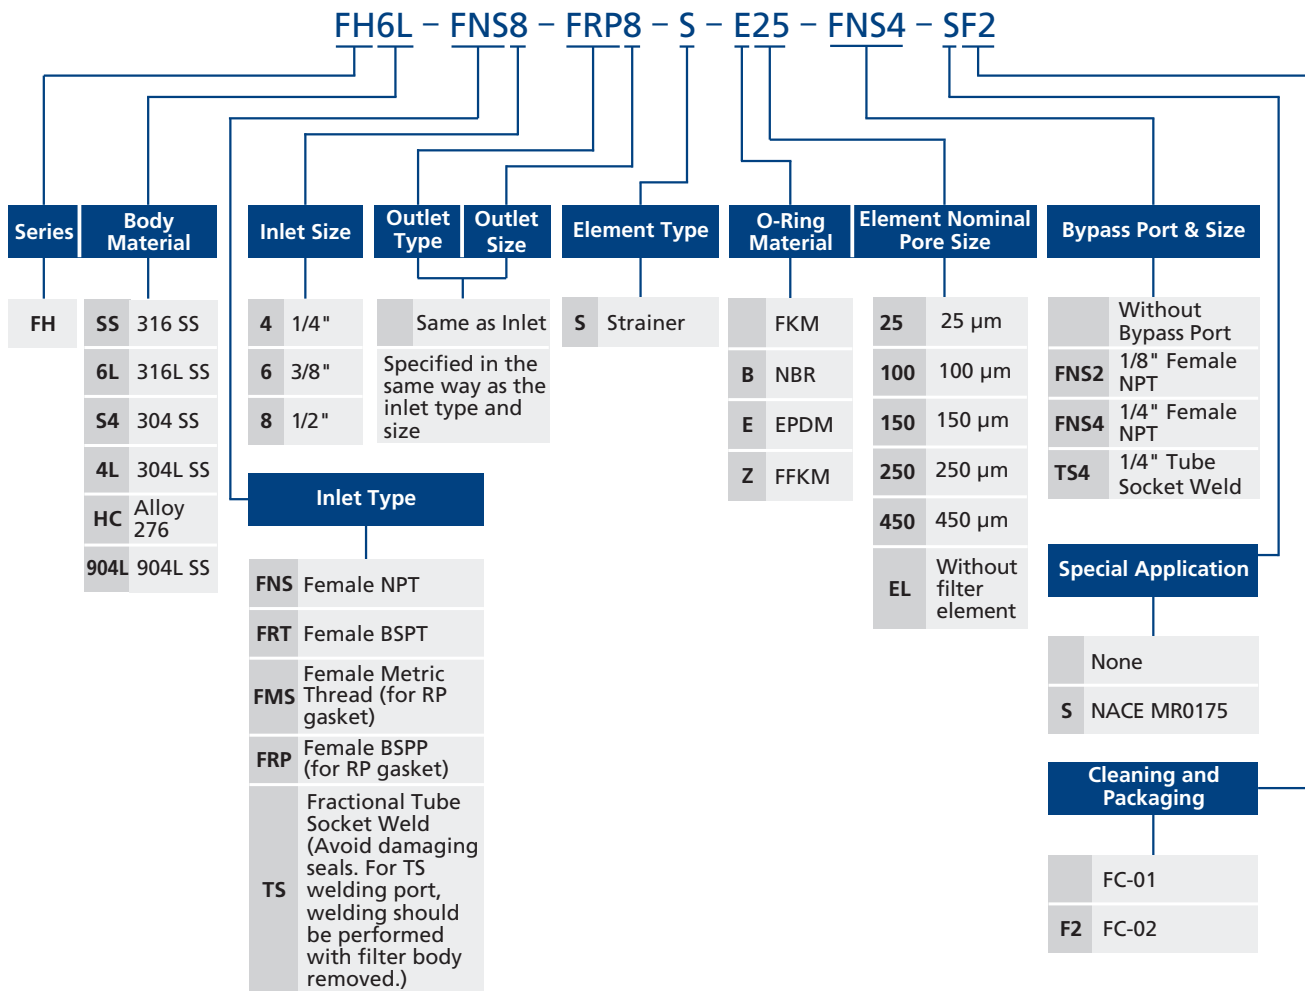 FH6L – FNS8 – FRP8 – S – E25 – FNS4 – SF2
Series
FH
Body
Material
SS 316 SS
6L 316L SS
S4 304 SS
4L 304L SS
HC Alloy
276
904L 904L SS
Inlet Size
4 1/4"
6 3/8"
8 1/2"
Inlet Type
FNS Female NPT
FRT Female BSPT
Female Metric
FMS Thread (for RP
gasket)
FRP Female BSPP
(for RP gasket)
Fractional Tube
Socket Weld
(Avoid damaging
seals. For TS
TS welding port,
welding should
be performed
with filter body
removed.)
Outlet
Type
Outlet
Size
Same as Inlet
Specified in the
same way as the
inlet type and
size
Element Type
S Strainer
O-Ring
Material
FKM
B NBR
E EPDM
Z FFKM
Element Nominal
Pore Size
25 25 µm
100 100 µm
150 150 µm
250 250 µm
450 450 µm
Without
EL filter
element
Bypass Port & Size
Without
Bypass Port
FNS2 1/8" Female
NPT
FNS4 1/4" Female
NPT
TS4 1/4" Tube
Socket Weld
Special Application
None
S NACE MR0175
Cleaning and
Packaging
FC-01
F2 FC-02